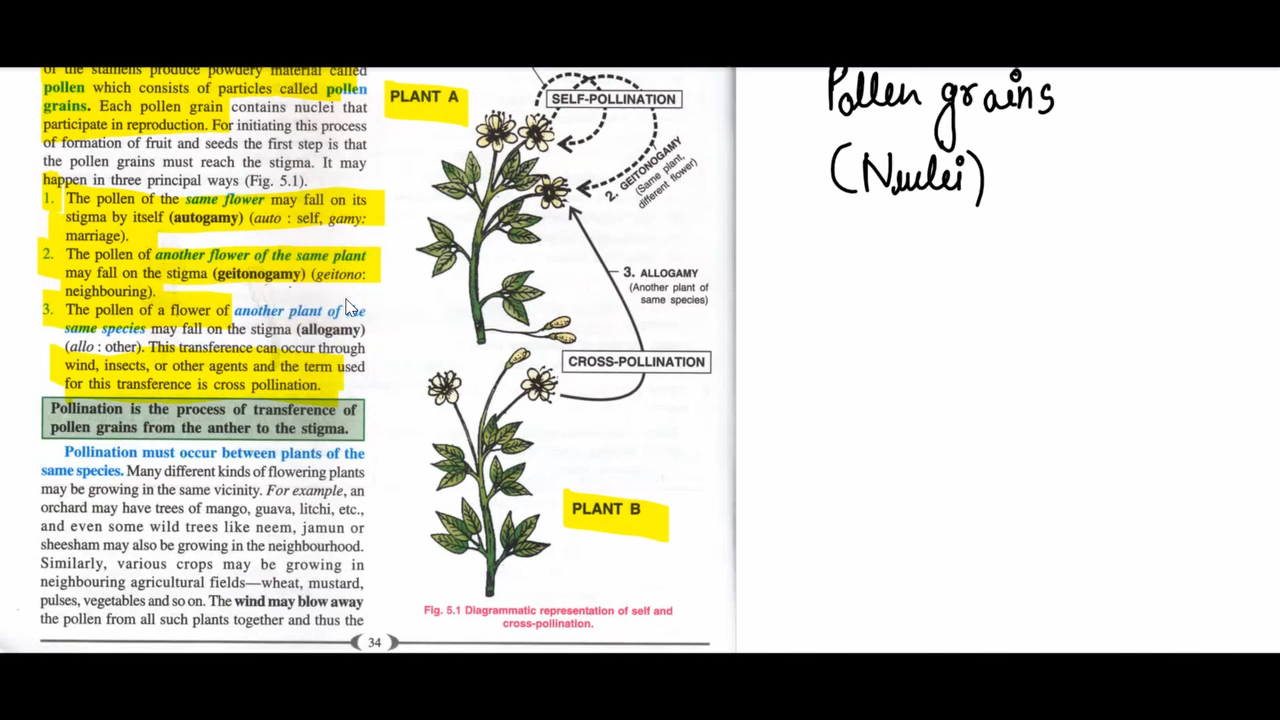 of the stamens produce powdery material called
pollen which consists of particles called pollen
grains. Each pollen grain contains nuclei that
participate in reproduction. For initiating this process
of formation of fruit and seeds the first step is that
the pollen grains must reach the stigma. It may
happen in three principal ways (Fig. 5.1).
1. The pollen of the same flower may fall on its
stigma by itself (autogamy) (auto : self, gamy:
marriage).
2. The pollen of another flower of the same plant
may fall on the stigma (geitonogamy) (geitono:
neighbouring).
3. The pollen of a flower of another plant of the
same species may fall on the stigma (allogamy)
(allo : other). This transference can occur through
wind, insects, or other agents and the term used
for this transference is cross pollination.
Pollination is the process of transference of
pollen grains from the anther to the stigma.
Pollination must occur between plants of the
same species. Many different kinds of flowering plants
may be growing in the same vicinity. For example, an
orchard may have trees of mango, guava, litchi, etc.,
and even some wild trees like neem, jamun or
sheesham may also be growing in the neighbourhood.
Similarly, various crops may be growing in
neighbouring agricultural fields—wheat, mustard,
pulses, vegetables and so on. The wind may blow away
the pollen from all such plants together and thus the
PLANT A
SELF-POLLINATION
2. GEITONOGAMY
(Same plant,
different flower)
3. ALLOGAMY
(Another plant of
same species)
CROSS-POLLINATION
PLANT B
Fig. 5.1 Diagrammatic representation of self and
cross-pollination.
34
Pollen grains
(Nuclei)